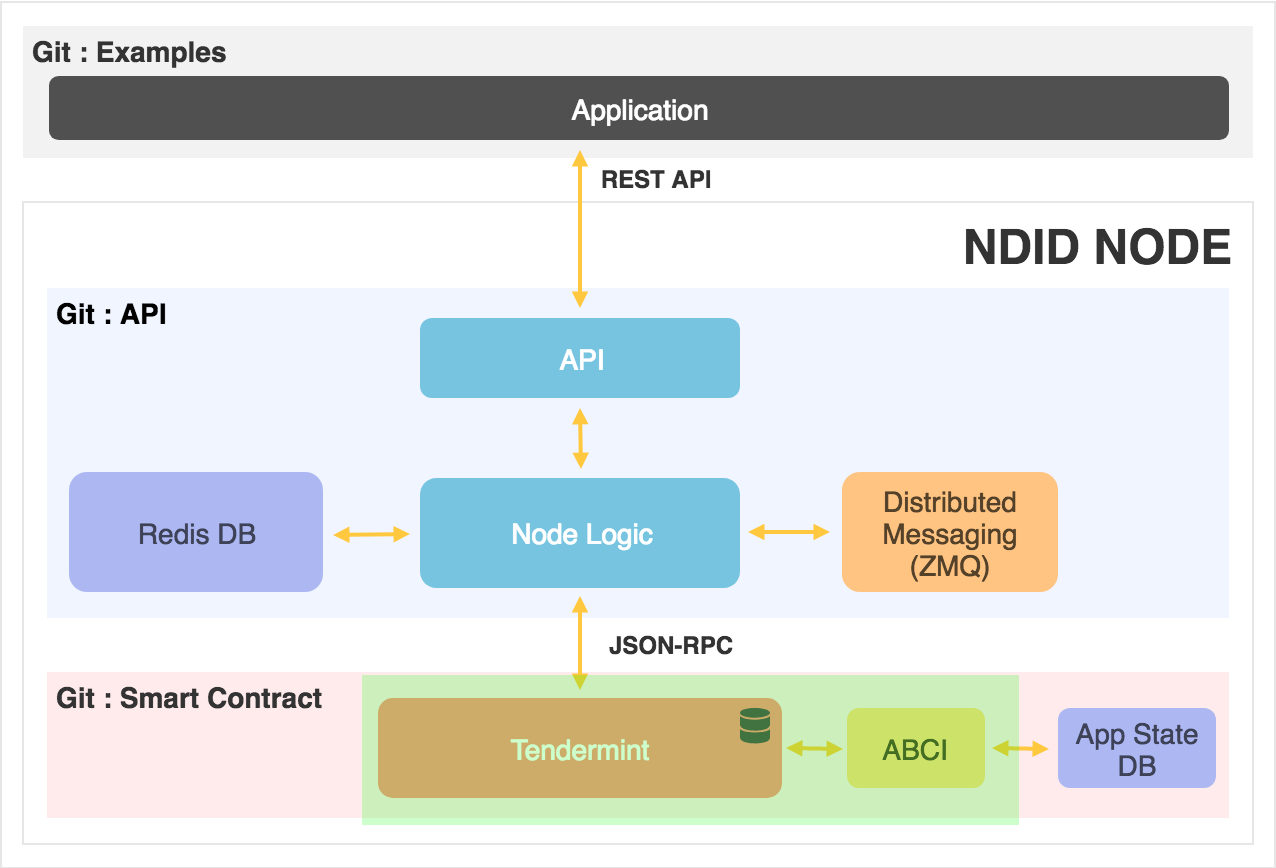 Git : Examples
Application
REST API
NDID NODE
Git : API
API
Redis DB
Node Logic
Distributed
Messaging
(ZMQ)
JSON-RPC
Git : Smart Contract
Tendermint
ABCI
App State
DB